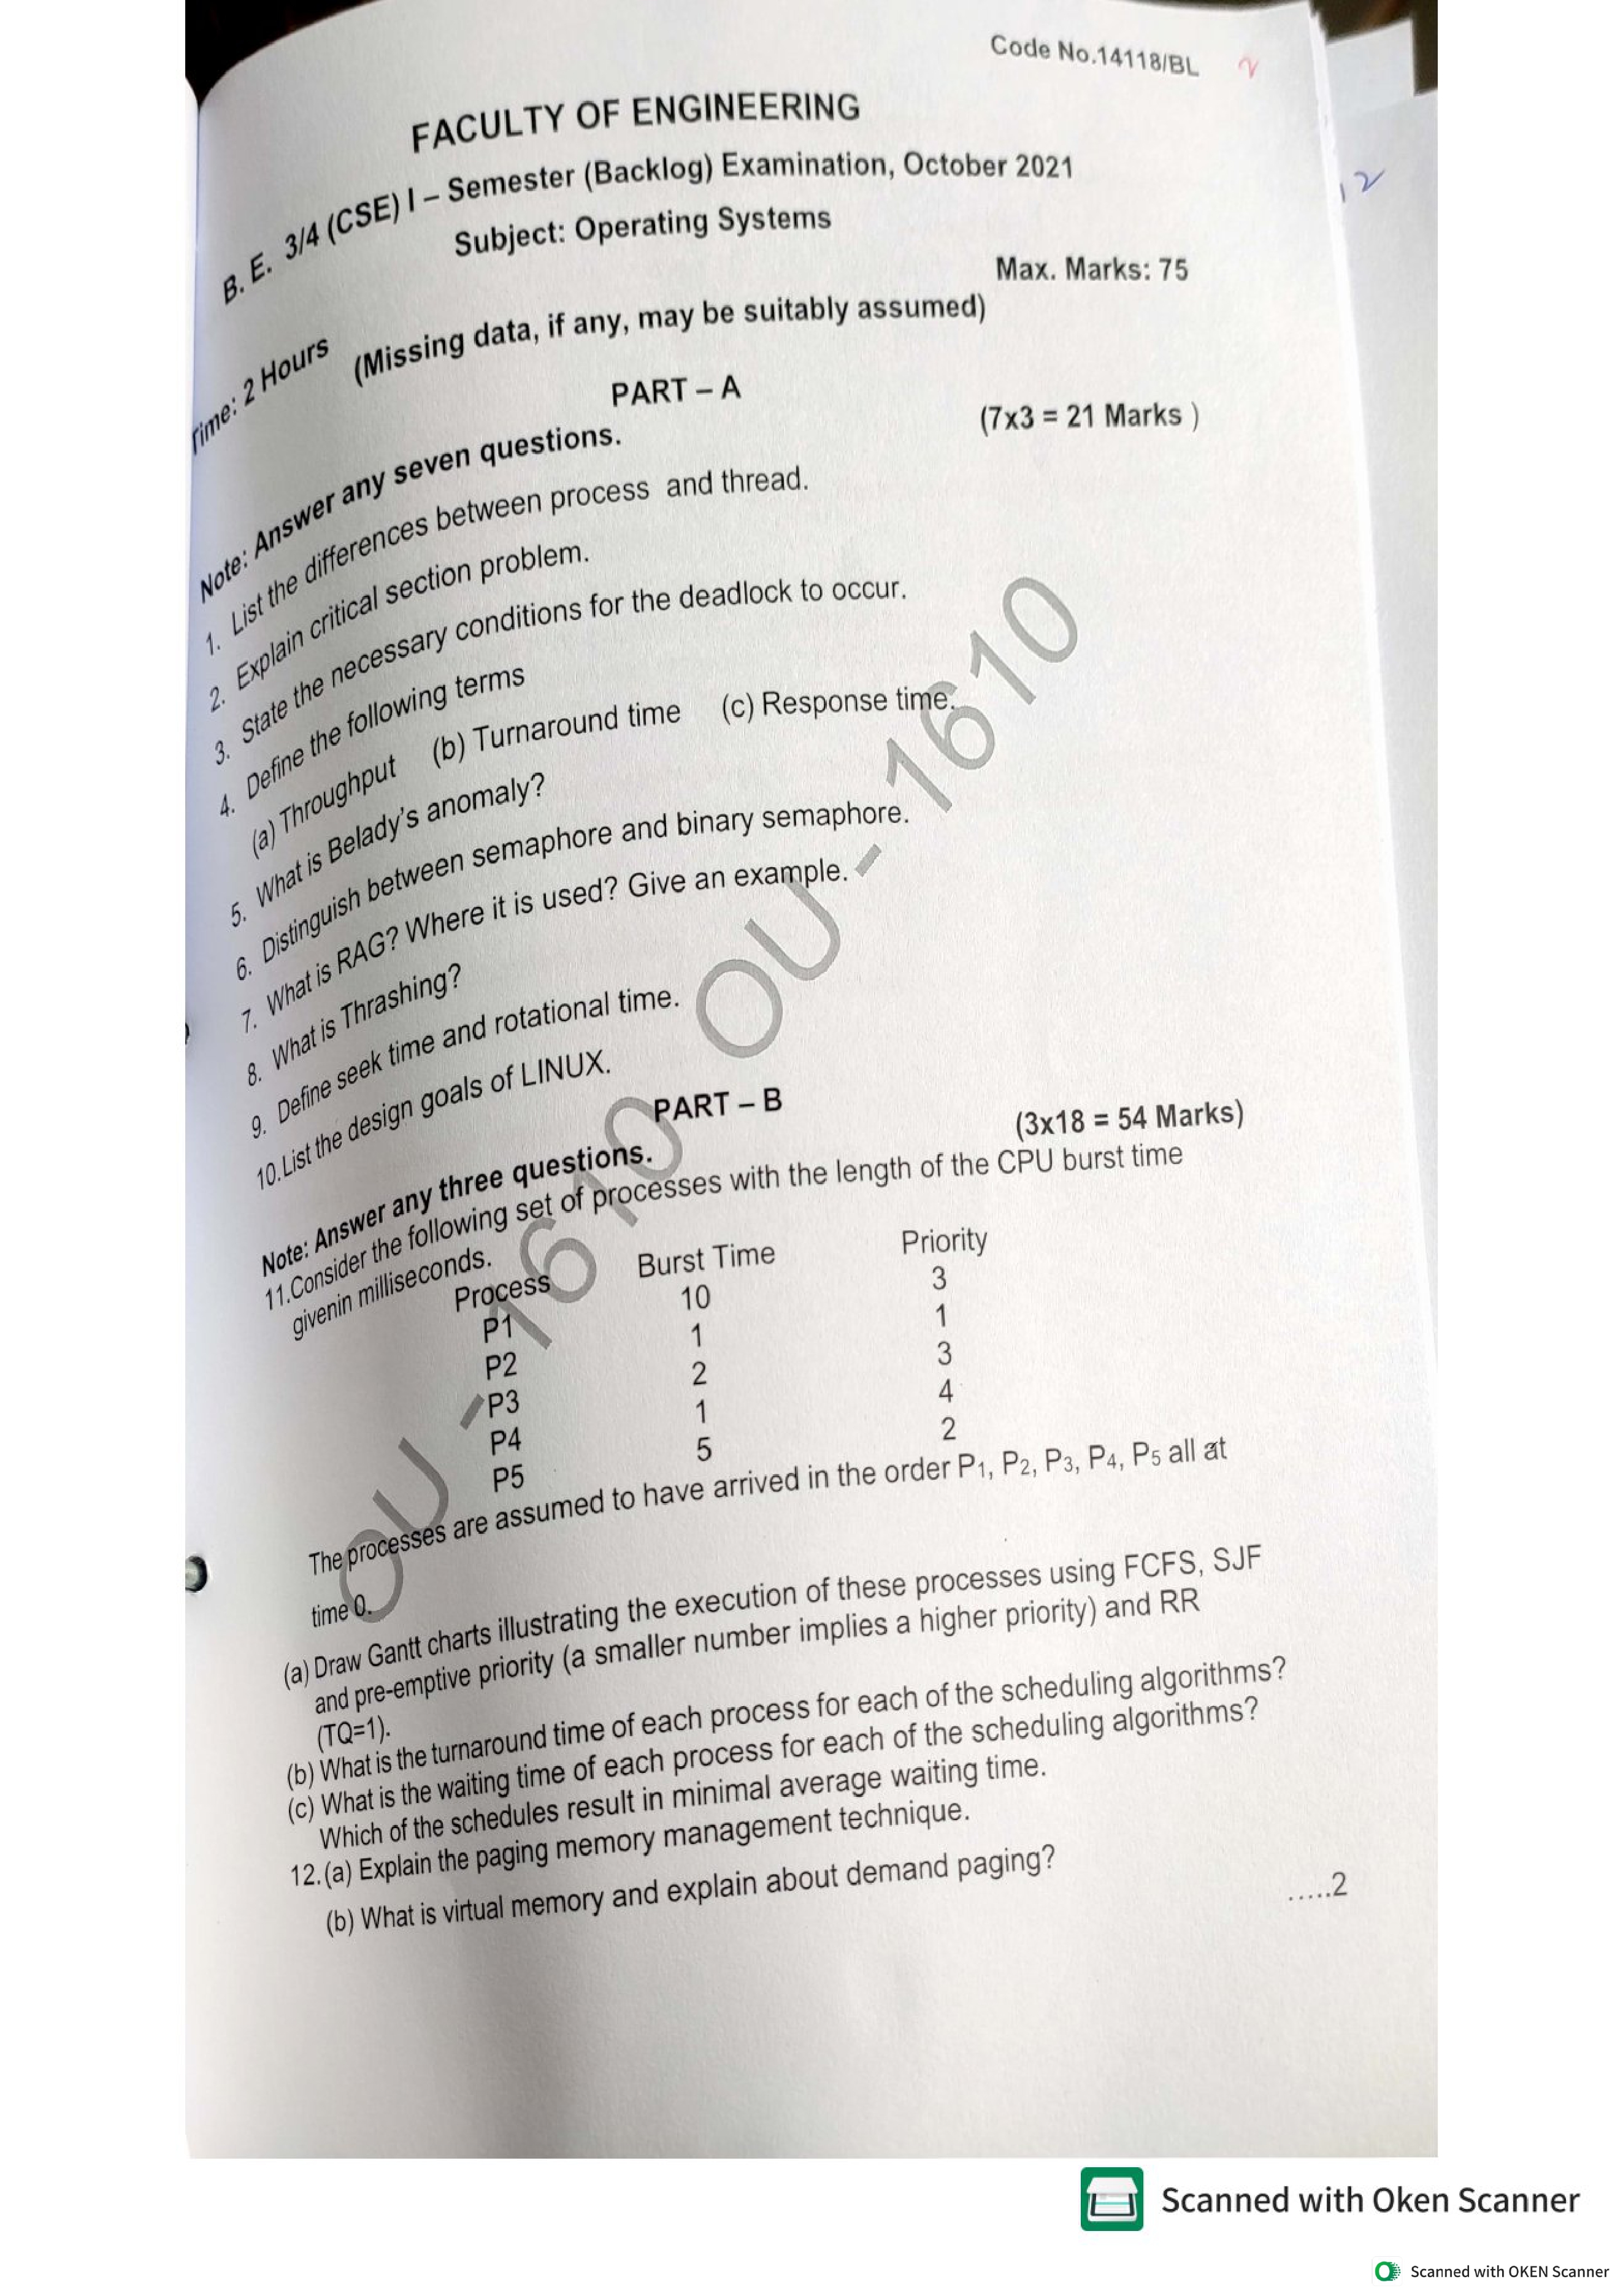 Code No.14118/BL
FACULTY OF ENGINEERING
B. E. 3/4 (CSE) I – Semester (Backlog) Examination, October 2021
Subject: Operating Systems
Max. Marks: 75
Time: 2 Hours
(Missing data, if any, may be suitably assumed)
PART – A
(7x3 = 21 Marks )
Note: Answer any seven questions.
1. List the differences between process and thread.
2. Explain critical section problem.
3. State the necessary conditions for the deadlock to occur.
4. Define the following terms
(a) Throughput (b) Turnaround time (c) Response time.
5. What is Belady's anomaly?
6. Distinguish between semaphore and binary semaphore.
7. What is RAG? Where it is used? Give an example.
8. What is Thrashing?
9. Define seek time and rotational time.
10.List the design goals of LINUX.
PART – B
(3x18 = 54 Marks)
Note: Answer any three questions.
11.Consider the following set of processes with the length of the CPU burst time
givenin milliseconds.
Process Burst Time Priority
P1 10 3
P2 1 1
P3 2 3
P4 1 4
P5 5 2
The processes are assumed to have arrived in the order P1, P2, P3, P4, P5 all at
time 0.
(a) Draw Gantt charts illustrating the execution of these processes using FCFS, SJF
and pre-emptive priority (a smaller number implies a higher priority) and RR
(TQ=1).
(b) What is the turnaround time of each process for each of the scheduling algorithms?
(c) What is the waiting time of each process for each of the scheduling algorithms?
Which of the schedules result in minimal average waiting time.
12.(a) Explain the paging memory management technique.
(b) What is virtual memory and explain about demand paging?
.....2
OU - 1610 OU - 1610
12
Scanned with Oken Scanner
Scanned with OKEN Scanner